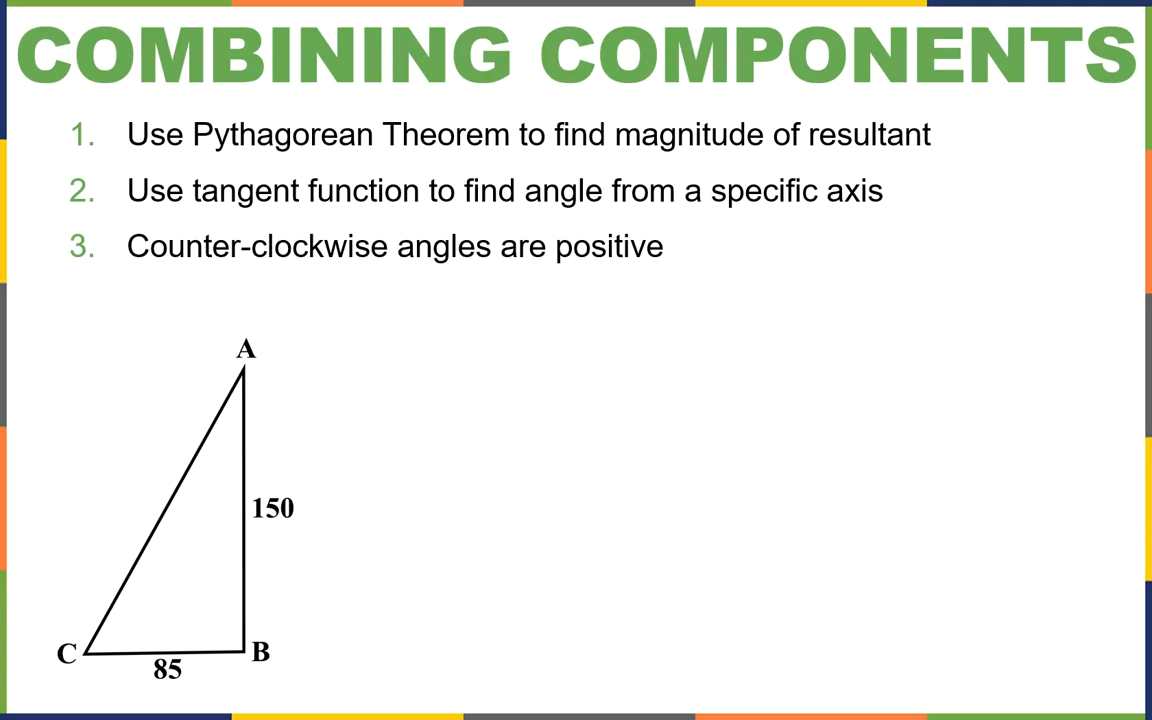 COMBINING COMPONENTS
1. Use Pythagorean Theorem to find magnitude of resultant
2. Use tangent function to find angle from a specific axis
3. Counter-clockwise angles are positive
A
150
C
B
85